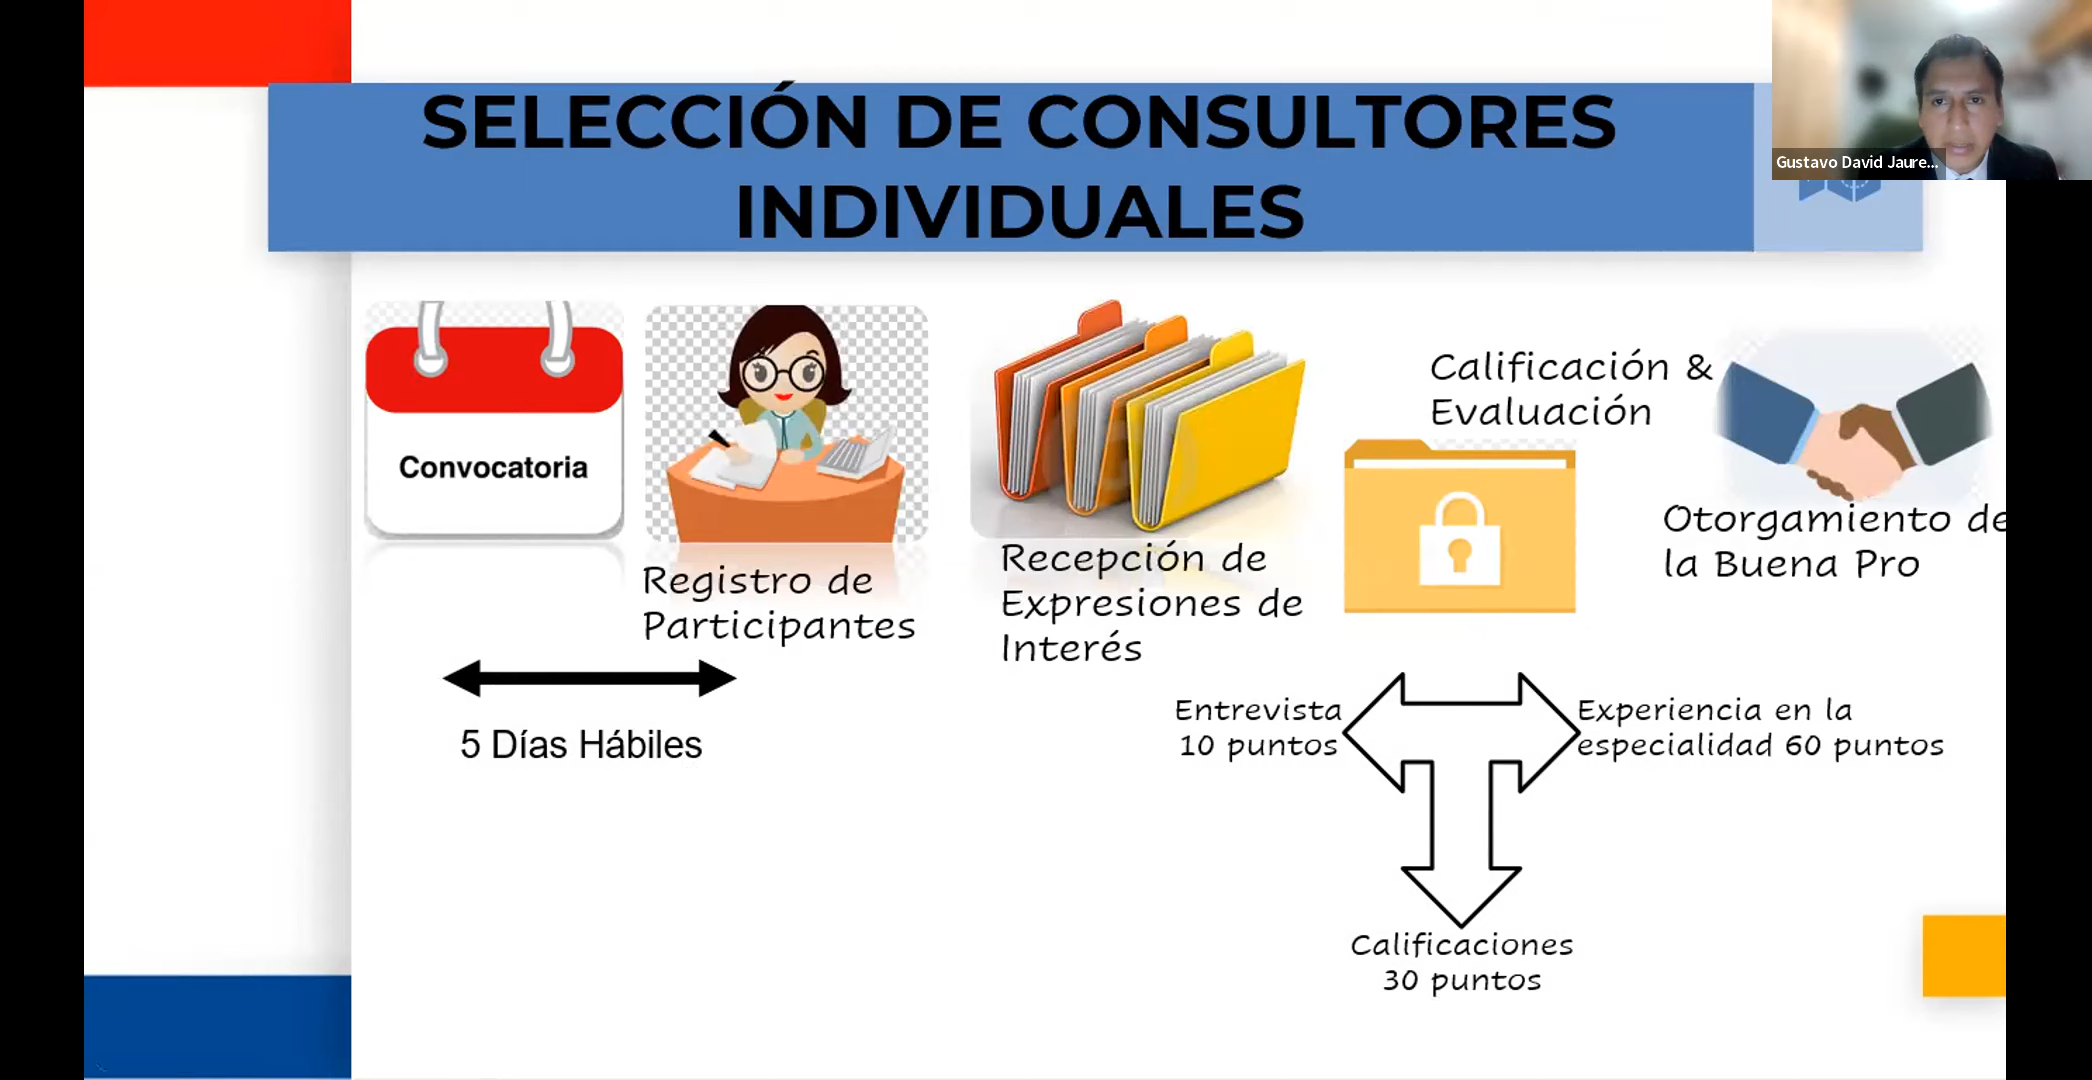 SELECCIÓN DE CONSULTORES
INDIVIDUALES
Gustavo David Jaure...
Convocatoria
Registro de
Participantes
5 Días Hábiles
Recepción de
Expresiones de
Interés
Calificación &
Evaluación
Otorgamiento de
la Buena Pro
Entrevista
10 puntos
Experiencia en la
especialidad 60 puntos
Calificaciones
30 puntos